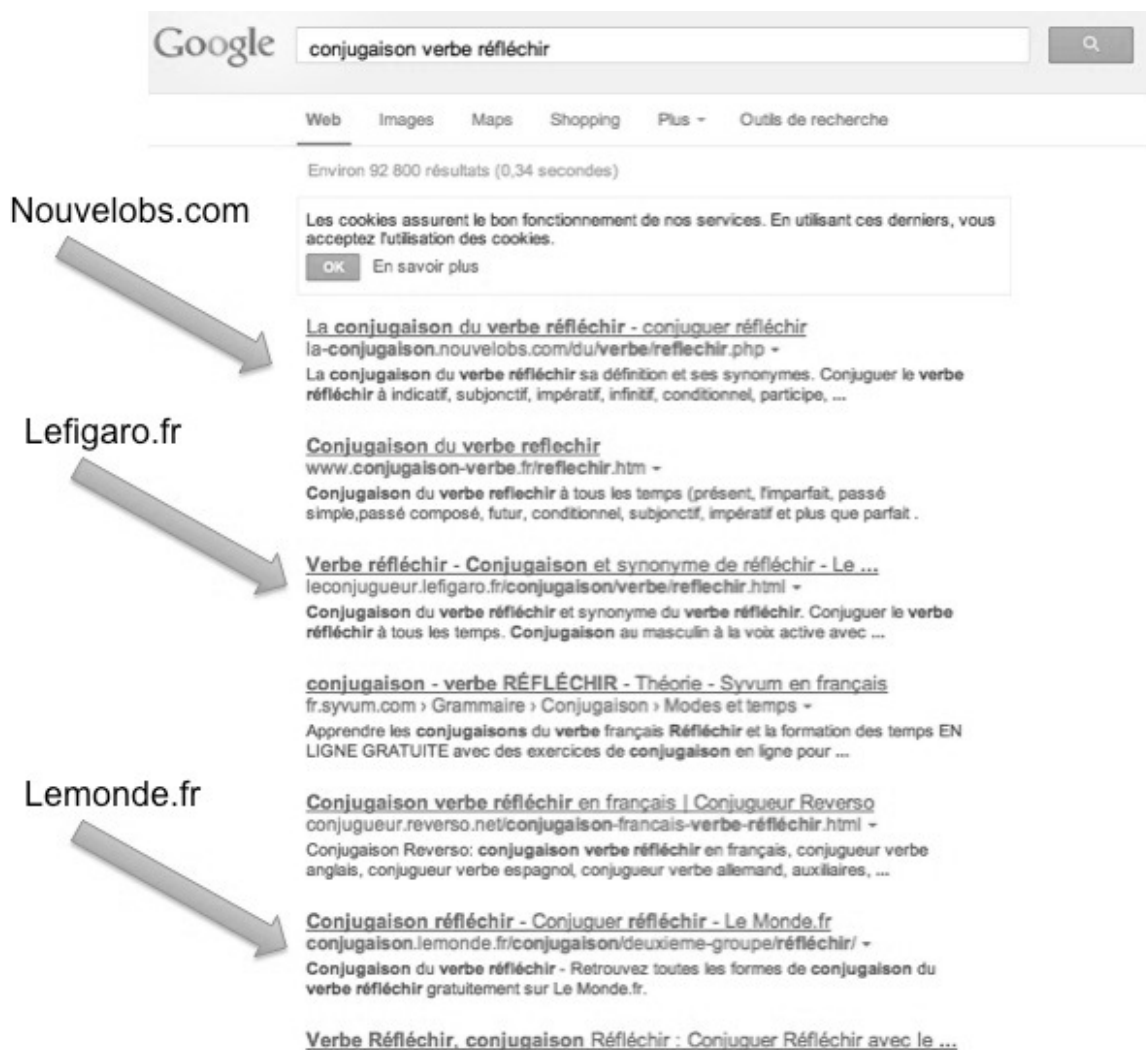 Google
conjugaison verbe réfléchir
Web Images Maps Shopping Plus Outils de recherche
Environ 92 800 résultats (0,34 secondes)
Nouvelobs.com
Les cookies assurent le bon fonctionnement de nos services. En utilisant ces derniers, vous
acceptez l'utilisation des cookies.
OK En savoir plus
La conjugaison du verbe réfléchir - conjuguer réfléchir
la-conjugaison.nouvelobs.com/du/verbe/reflechir.php
La conjugaison du verbe réfléchir sa définition et ses synonymes. Conjuguer le verbe
réfléchir à indicatif, subjonctif, impératif, infinitif, conditionnel, participe, ...
Lefigaro.fr
Conjugaison du verbe reflechir
www.conjugaison-verbe.fr/reflechir.htm
Conjugaison du verbe reflechir à tous les temps (présent, l'imparfait, passé
simple,passé composé, futur, conditionnel, subjonctif, impératif et plus que parfait .
Verbe réfléchir - Conjugaison et synonyme de réfléchir - Le ...
leconjugueur.lefigaro.fr/conjugaison/verbe/reflechir.html
Conjugaison du verbe réfléchir et synonyme du verbe réfléchir. Conjuguer le verbe
réfléchir à tous les temps. Conjugaison au masculin à la voix active avec ...
conjugaison - verbe RÉFLÉCHIR - Théorie - Syvum en français
fr.syvum.com › Grammaire › Conjugaison › Modes et temps
Apprendre les conjugaisons du verbe français Réfléchir et la formation des temps EN
LIGNE GRATUITE avec des exercices de conjugaison en ligne pour ...
Lemonde.fr
Conjugaison verbe réfléchir en français | Conjugueur Reverso
conjugueur.reverso.net/conjugaison-francais-verbe-réfléchir.html
Conjugaison Reverso: conjugaison verbe réfléchir en français, conjugueur verbe
anglais, conjugueur verbe espagnol, conjugueur verbe allemand, auxiliaires, ...
Conjugaison réfléchir - Conjuguer réfléchir - Le Monde.fr
conjugaison.lemonde.fr/conjugaison/deuxieme-groupe/réfléchir/
Conjugaison du verbe réfléchir - Retrouvez toutes les formes de conjugaison du
verbe réfléchir gratuitement sur Le Monde.fr.
Verbe Réfléchir, conjugaison Réfléchir : Conjuguer Réfléchir avec le ...